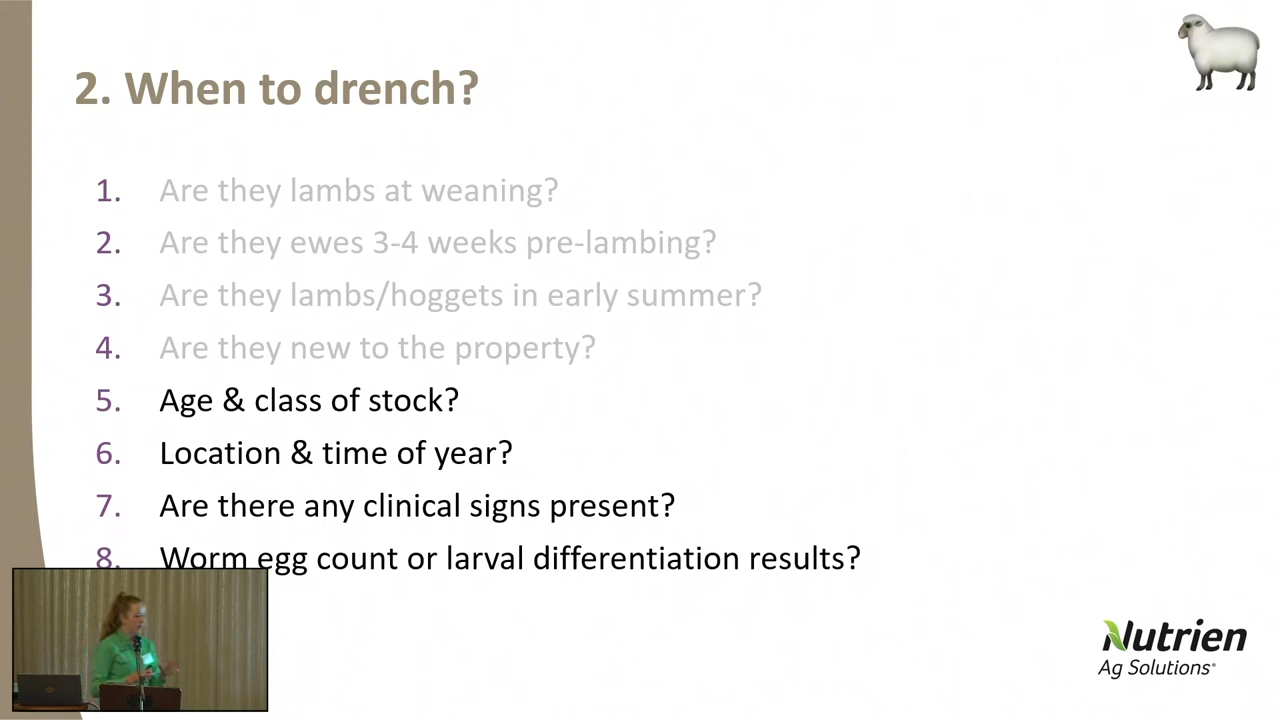 2. When to drench?
1. Are they lambs at weaning?
2. Are they ewes 3-4 weeks pre-lambing?
3. Are they lambs/hoggets in early summer?
4. Are they new to the property?
5. Age & class of stock?
6. Location & time of year?
7. Are there any clinical signs present?
8. Worm egg count or larval differentiation results?
Nutrien
Ag Solutions